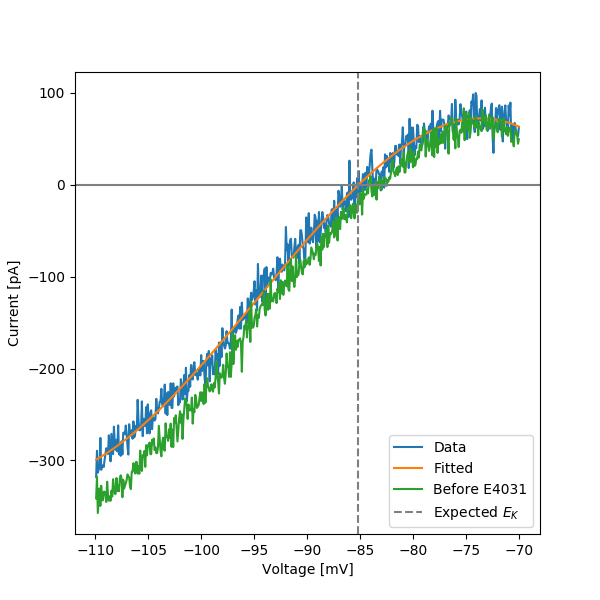 100
0
−100
−200
−300
Current [pA]
−110 −105 −100 −95 −90 −85 −80 −75 −70
Voltage [mV]
Data
Fitted
Before E4031
Expected E_K